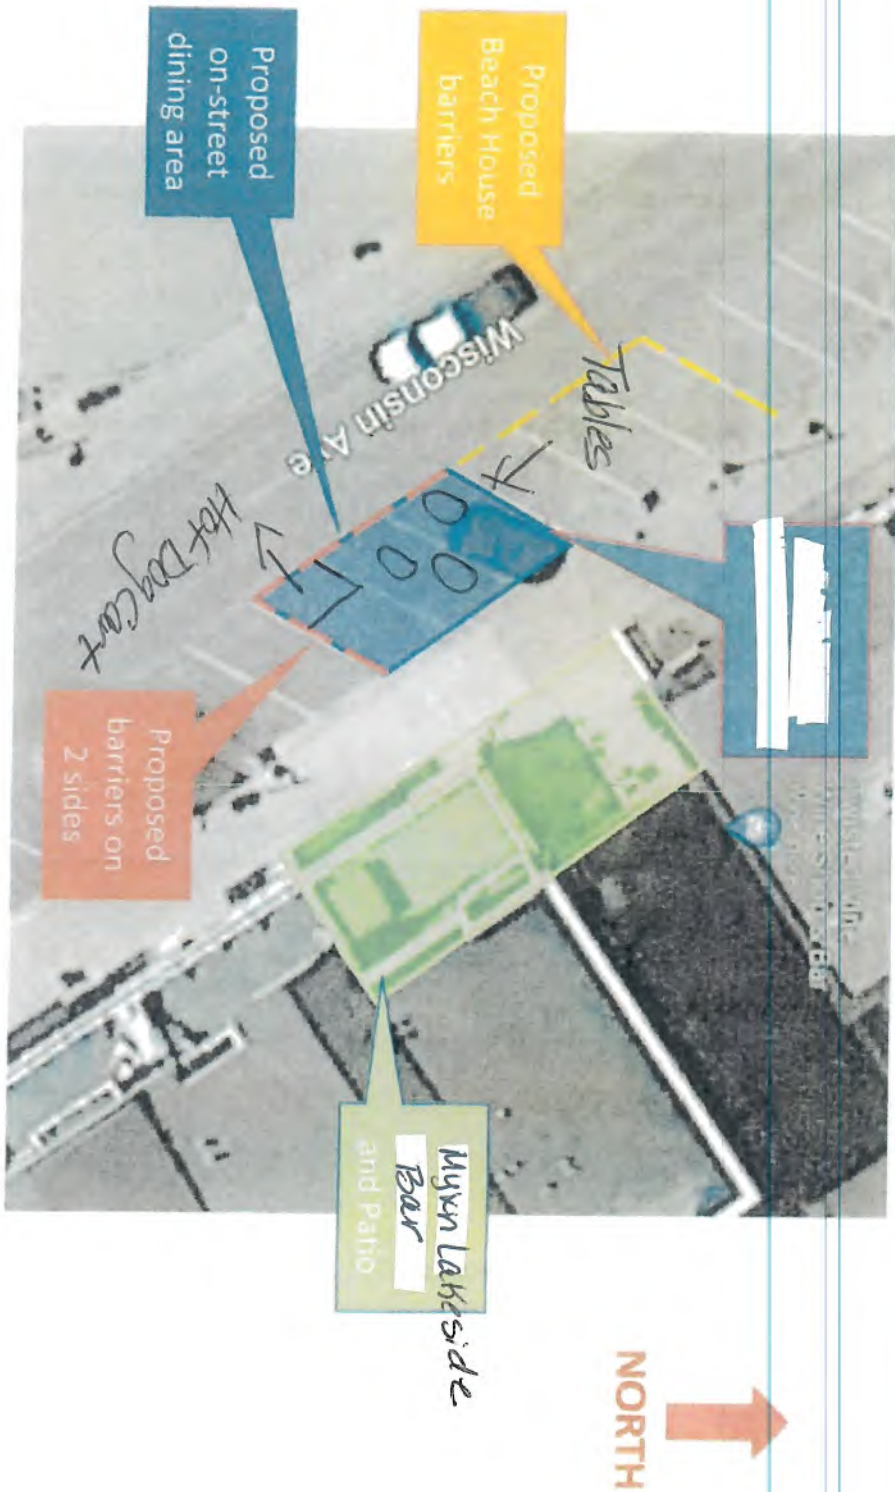 Proposed
Beach House
barriers
Proposed
on-street
dining area
Wisconsin Ave
Tables
Hot Dog Cart
Proposed
barriers on
2 sides
Myxn Lakeside
Bar
and Patio
NORTH